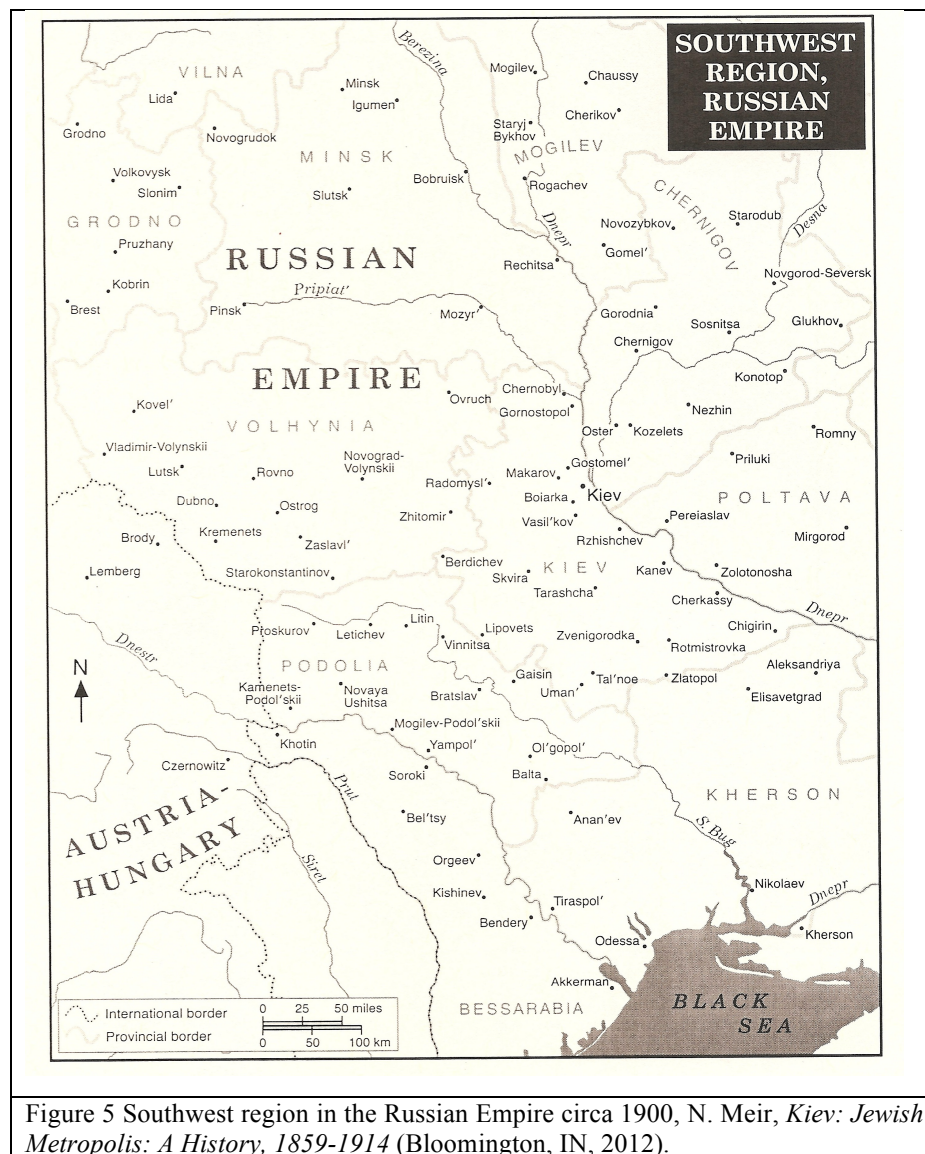 SOUTHWEST
REGION,
RUSSIAN
EMPIRE
Berezina
Mogilev
Chaussy
VILNA
Minsk
Lida
Igumen
Cherikov
Grodno
Novogrudok
Staryj
Bykhov
MOGILEV
MINSK
Volkovysk
Slonim
Bobruisk
Rogachev
Slutsk
CHERNIGOV
GRODNO
Novozybkov
Starodub
Desna
Pruzhany
Dnepr
Gomel'
RUSSIAN
Rechitsa
Novgorod-Seversk
Kobrin
Pripiat'
Brest
Pinsk
Mozyr'
Gorodnia
Sosnitsa
Glukhov
Chernigov
EMPIRE
Chernobyl
Konotop
Ovruch
Gornostopol
Kovel'
Nezhin
VOLHYNIA
Oster
Kozelets
Romny
Vladimir-Volynskii
Novograd-
Volynskii
Gostomel'
Priluki
Lutsk
Rovno
Makarov
Radomysl'
Kiev
Boiarka
POLTAVA
Dubno
Ostrog
Zhitomir
Vasil'kov
Pereiaslav
Kremenets
Rzhishchev
Mirgorod
Brody
Zaslavl'
Berdichev
KIEV
Kanev
Zolotonosha
Lemberg
Starokonstantinov
Skvira
Tarashcha
Cherkassy
Dnepr
Litin
Proskurov
Letichev
Lipovets
Zvenigorodka
Chigirin
Dnestr
Vinnitsa
Rotmistrovka
N
PODOLIA
Gaisin
Aleksandriya
Kamenets-
Podol'skii
Novaya
Ushitsa
Bratslav
Uman'
Tal'noe
Zlatopol
Elisavetgrad
Mogilev-Podol'skii
Khotin
Yampol'
Ol'gopol'
Czernowitz
Soroki
Balta
Prut
KHERSON
AUSTRIA-
HUNGARY
Bel'tsy
Anan'ev
S. Bug
Siret
Orgeev
Kishinev
Nikolaev
Dnepr
Tiraspol'
Bendery
Kherson
Odessa
Akkerman
BLACK
SEA
BESSARABIA
International border
Provincial border
0 25 50 miles
0 50 100 km
Figure 5 Southwest region in the Russian Empire circa 1900, N. Meir, Kiev: Jewish
Metropolis: A History, 1859-1914 (Bloomington, IN, 2012).